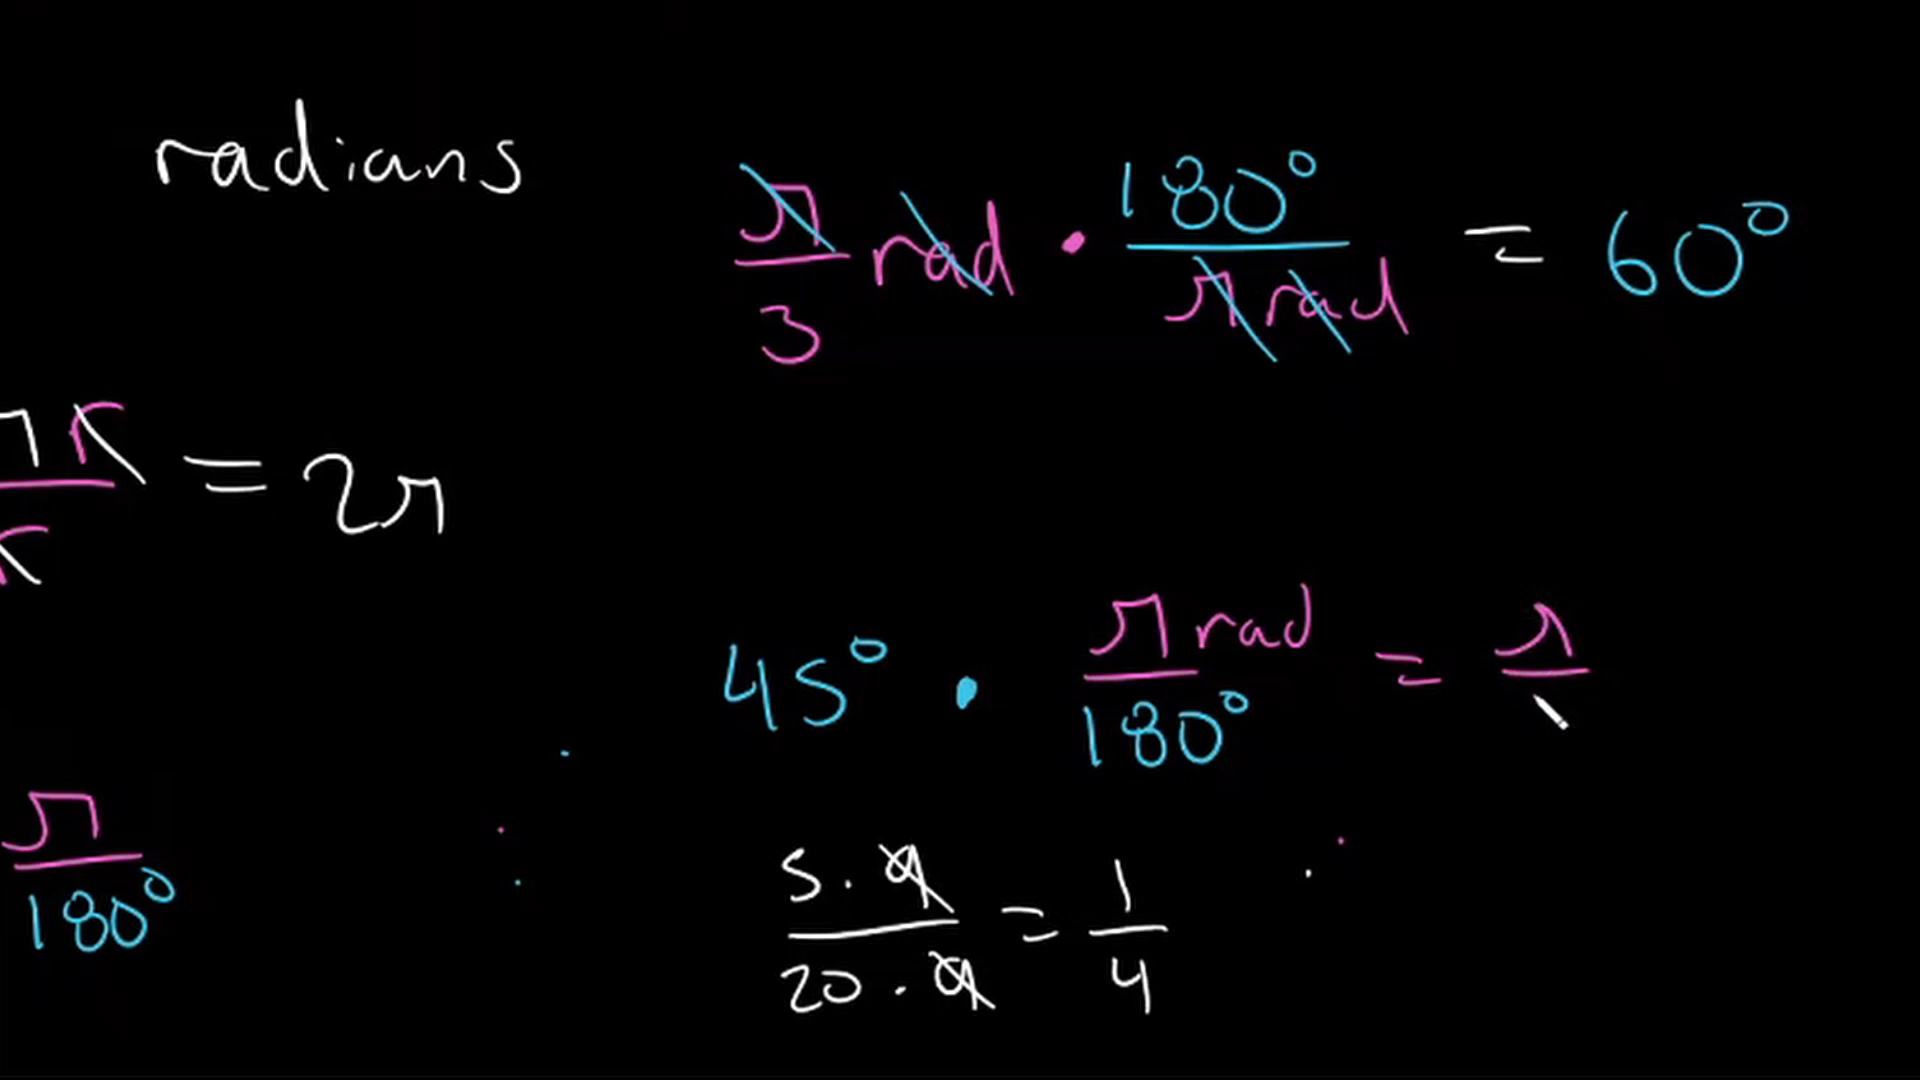 radians
π/3 rad · 180°/π rad = 60°
= 2π
45° · π rad/180° = π/
π/180°
5·9/20·9 = 1/4